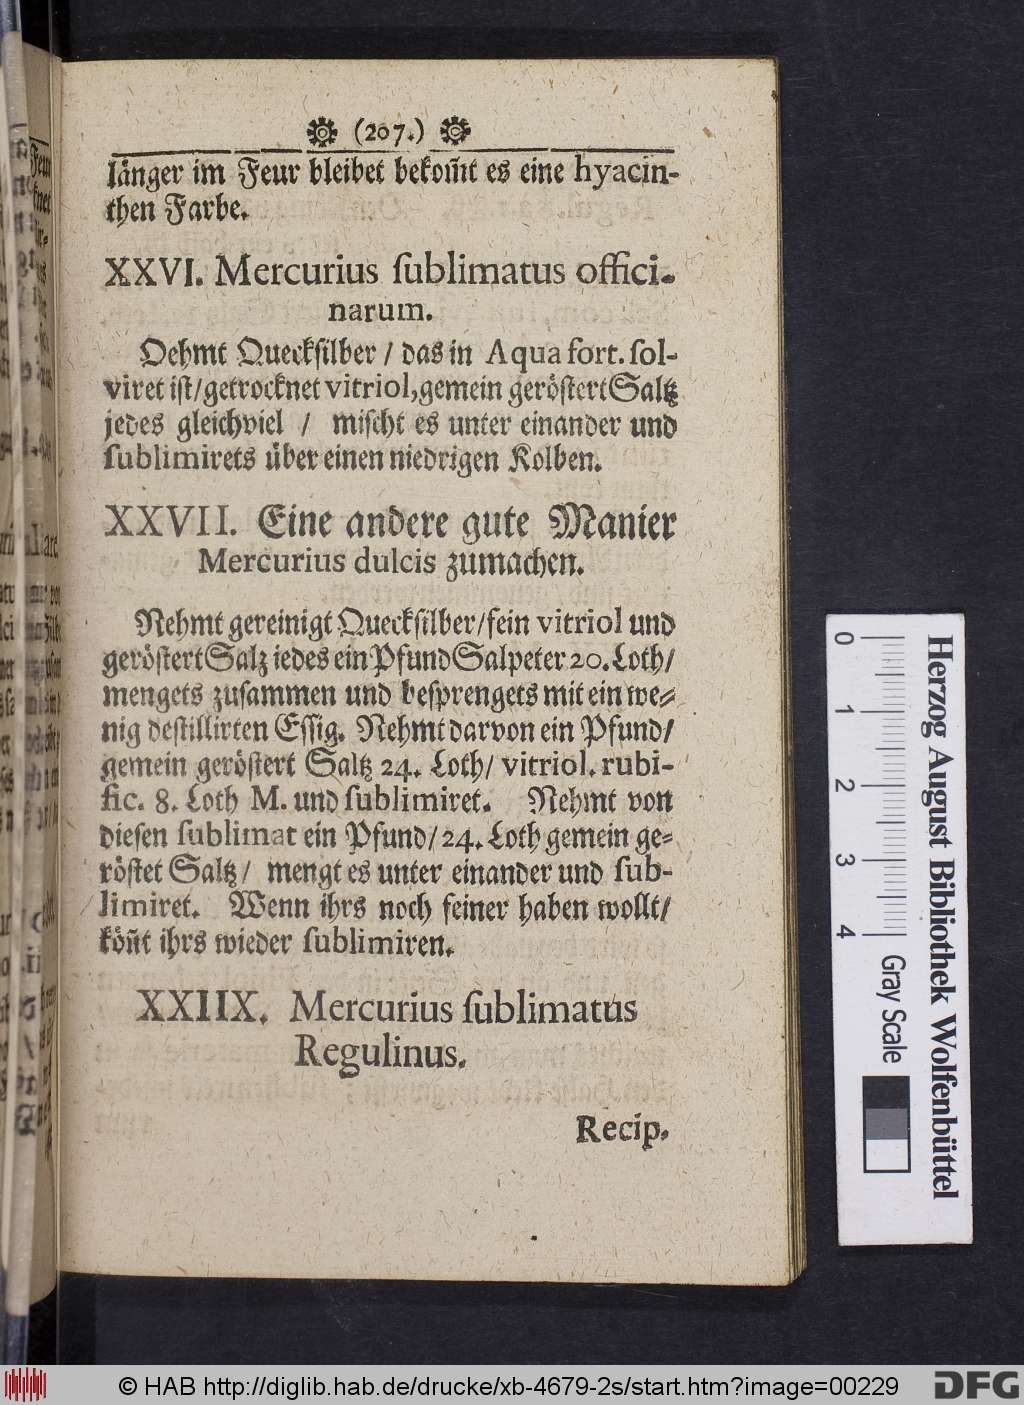 (207.)
länger im Feur bleibet bekom̃t es eine hyacin-
then Farbe.
XXVI. Mercurius ſublimatus offici-
narum.
Oehmt Queckſilber / das in Aqua fort. ſol-
viret iſt/getrocknet vitriol,gemein geröſtert Saltz
jedes gleichviel / miſcht es unter einander und
ſublimirets über einen niedrigen Kolben.
XXVII. Eine andere gute Manier
Mercurius dulcis zumachen.
Nehmt gereinigt Queckſilber/fein vitriol und
geröſtert Salz iedes ein Pfund Salpeter 20. Loth/
mengets zuſammen und beſprengets mit ein we-
nig deſtillirten Eſſig. Nehmt darvon ein Pfund/
gemein geröſtert Saltz 24. Loth/ vitriol. rubi-
fic. 8. Loth M. und ſublimiret. Nehmt von
dieſen ſublimat ein Pfund/24. Loth gemein ge-
röſtet Saltz/ mengt es unter einander und ſub-
limiret. Wenn ihrs noch feiner haben wollt/
kön̄t ihrs wieder ſublimiren.
XXIIX. Mercurius ſublimatus
Regulinus.
Recip.
0 1 2 3 4
Gray Scale
Herzog August Bibliothek Wolfenbüttel
© HAB http://diglib.hab.de/drucke/xb-4679-2s/start.htm?image=00229
DFG